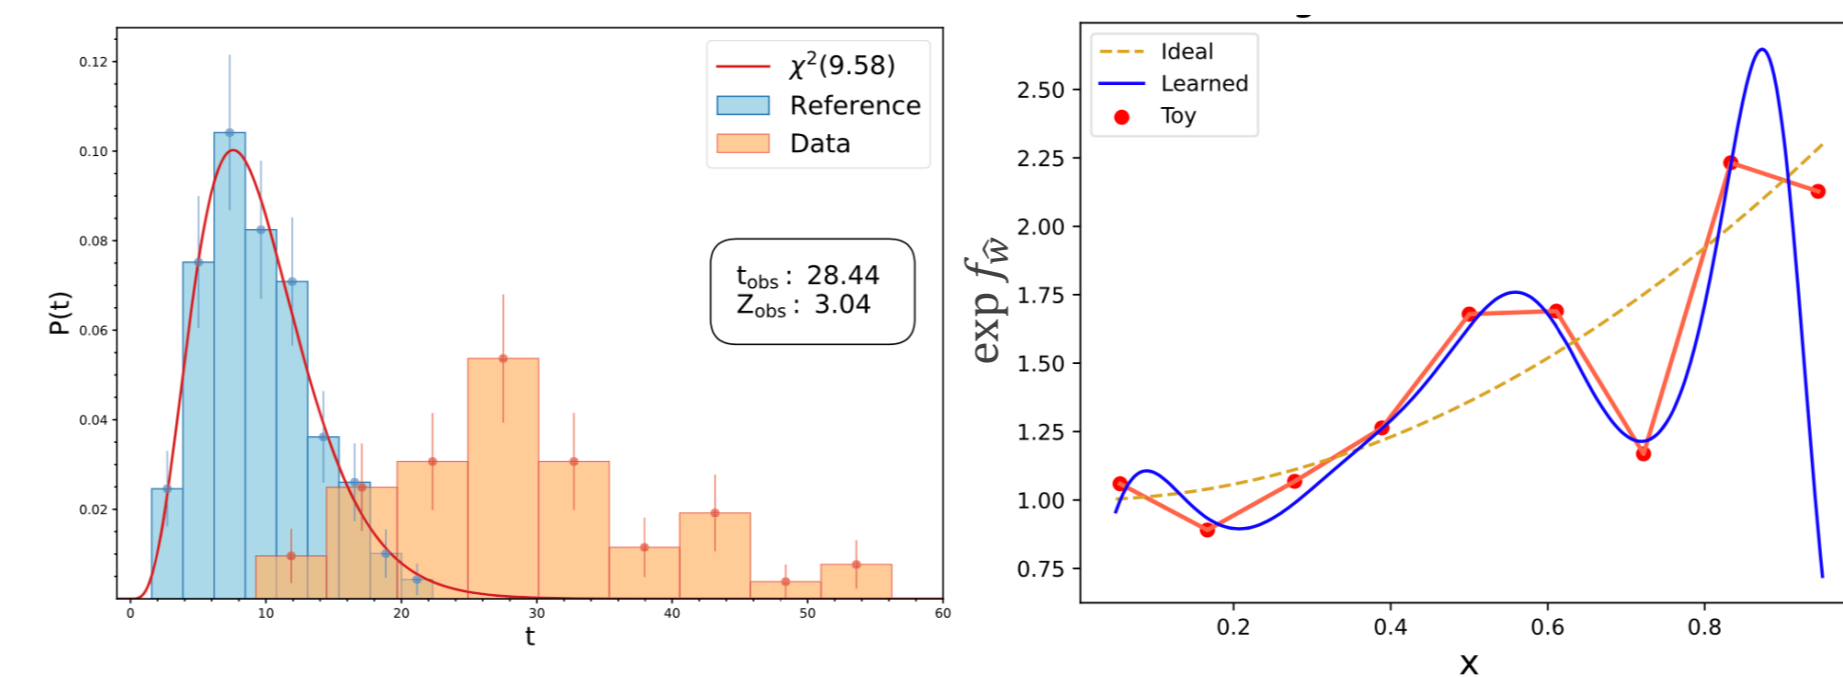 χ²(9.58)
Reference
Data
t_obs : 28.44
Z_obs : 3.04
P(t)
0.12
0.10
0.08
0.06
0.04
0.02
0
10
20
30
40
50
60
t
Ideal
Learned
Toy
exp f_ŵ
2.50
2.25
2.00
1.75
1.50
1.25
1.00
0.75
0.2
0.4
0.6
0.8
x